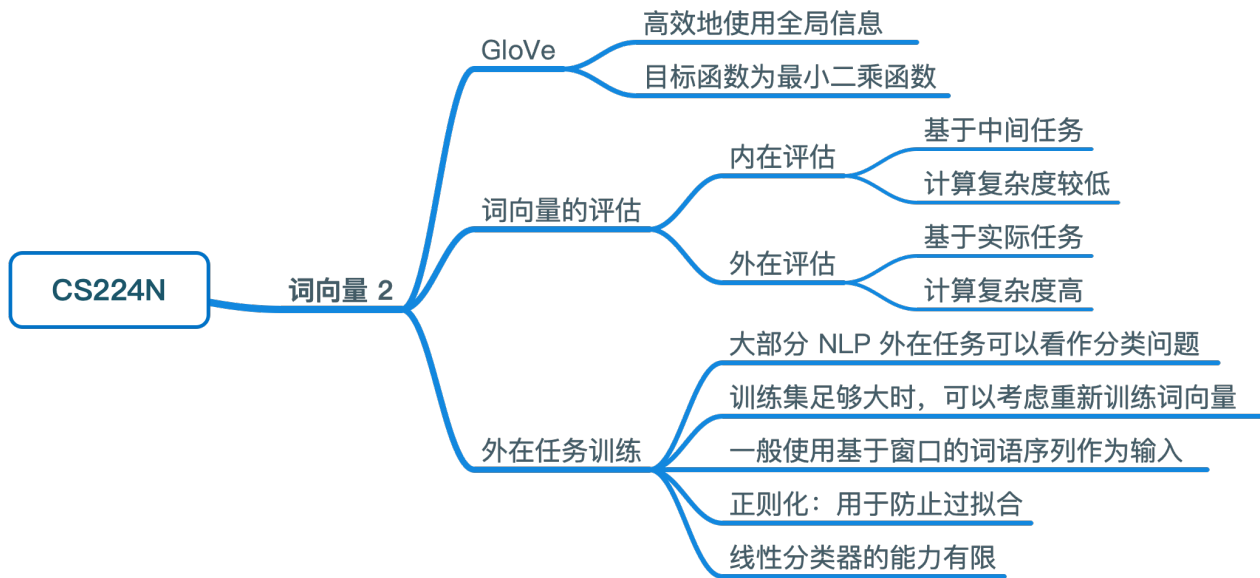 CS224N
词向量 2
GloVe
高效地使用全局信息
目标函数为最小二乘函数
词向量的评估
内在评估
基于中间任务
计算复杂度较低
外在评估
基于实际任务
计算复杂度高
外在任务训练
大部分 NLP 外在任务可以看作分类问题
训练集足够大时，可以考虑重新训练词向量
一般使用基于窗口的词语序列作为输入
正则化：用于防止过拟合
线性分类器的能力有限